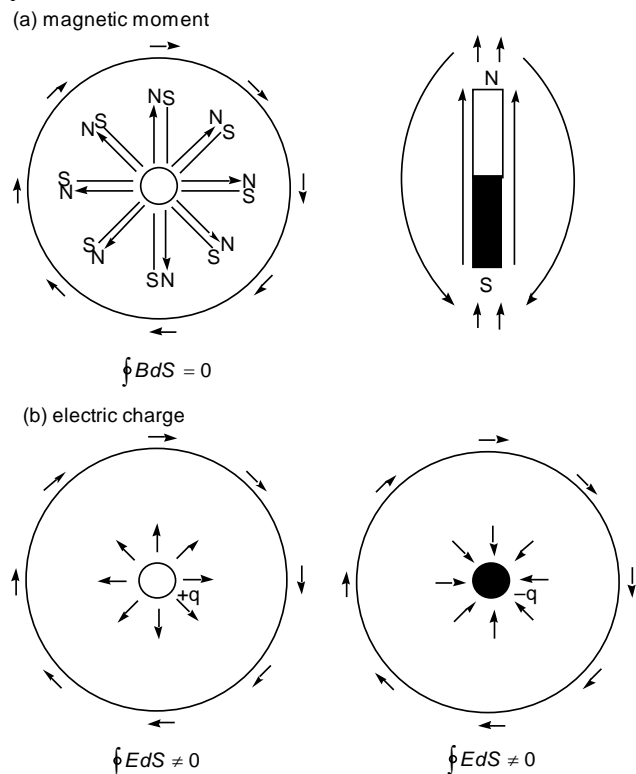 (a) magnetic moment
N
S
N
S
N
S
N
S
S
N
N
S
S
N
S
N
S
N
N
S
∮BdS = 0
(b) electric charge
+q
–q
∮EdS ≠ 0
∮EdS ≠ 0